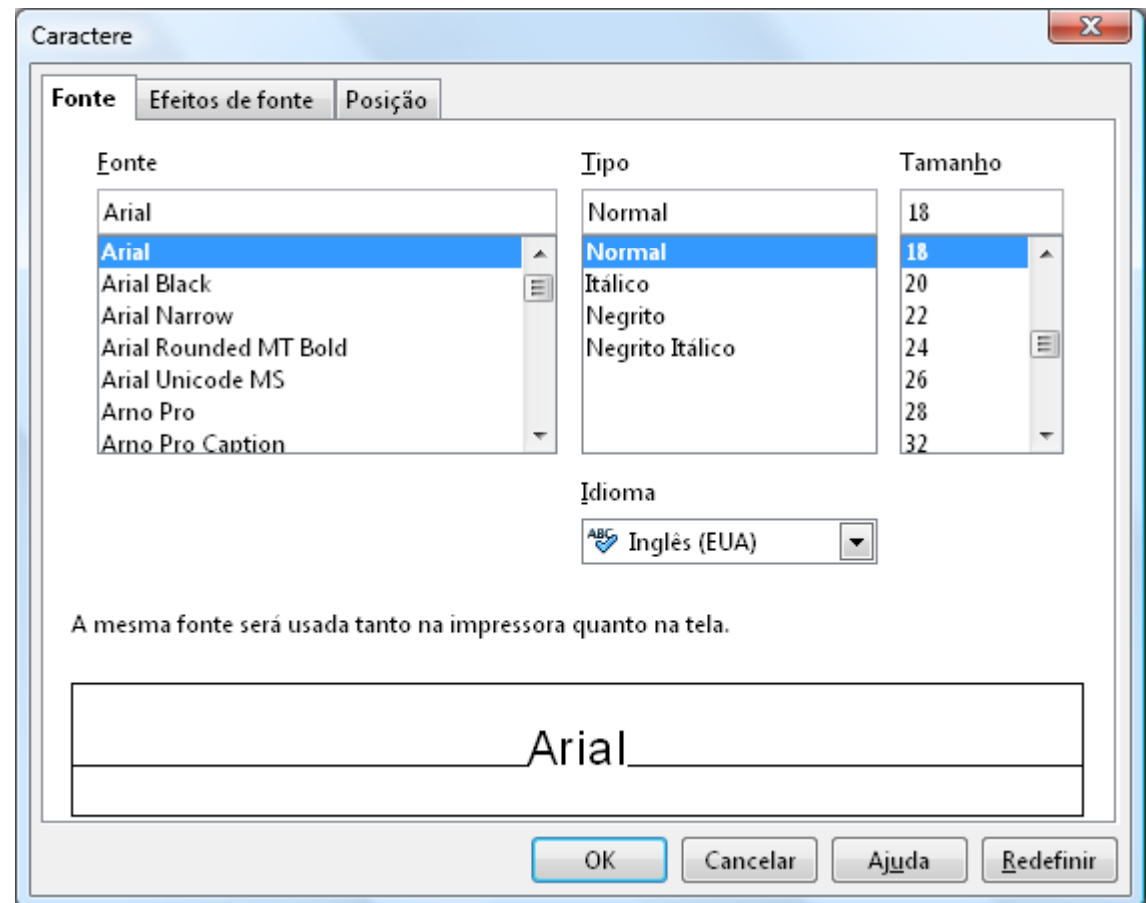 Caractere
Fonte Efeitos de fonte Posição
Fonte Tipo Tamanho
Arial Normal 18
Arial Normal 18
Arial Black Itálico 20
Arial Narrow Negrito 22
Arial Rounded MT Bold Negrito Itálico 24
Arial Unicode MS 26
Arno Pro 28
Arno Pro Caption 32
Idioma
ABC Inglês (EUA)
A mesma fonte será usada tanto na impressora quanto na tela.
Arial
OK Cancelar Ajuda Redefinir